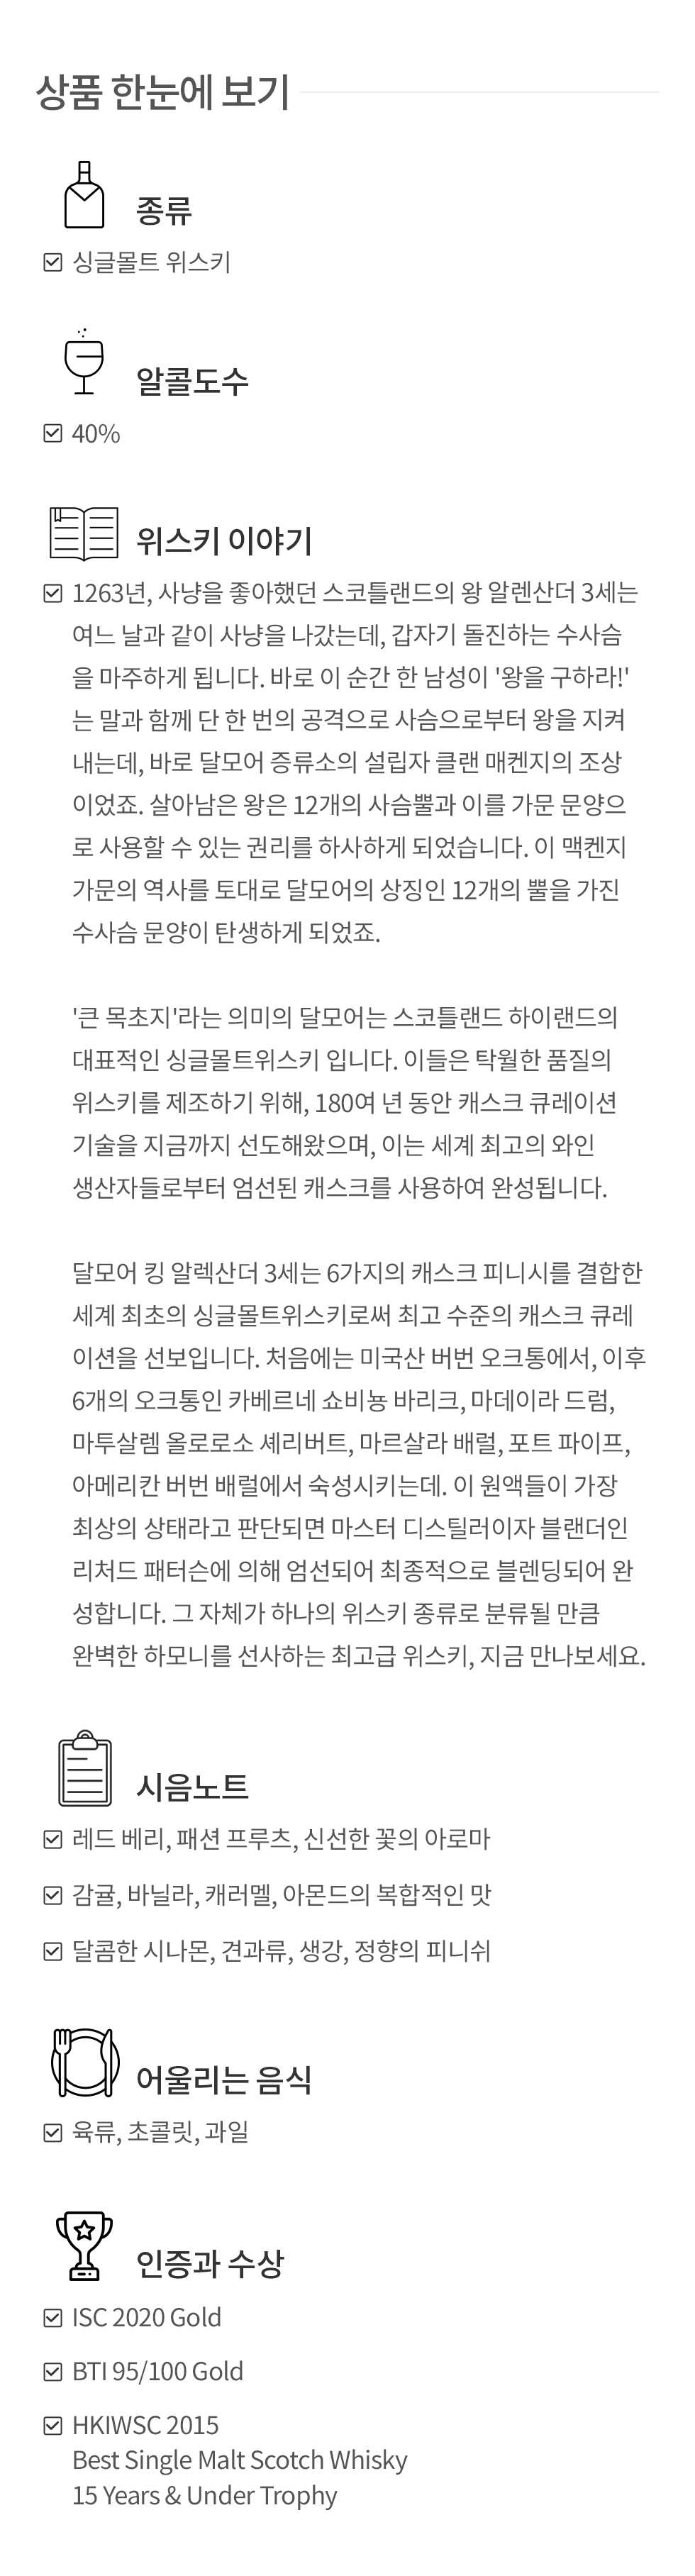 상품 한눈에 보기
종류
싱글몰트 위스키
알콜도수
40%
위스키 이야기
1263년, 사냥을 좋아했던 스코틀랜드의 왕 알렌산더 3세는
여느 날과 같이 사냥을 나갔는데, 갑자기 돌진하는 수사슴
을 마주하게 됩니다. 바로 이 순간 한 남성이 '왕을 구하라!'
는 말과 함께 단 한 번의 공격으로 사슴으로부터 왕을 지켜
내는데, 바로 달모어 증류소의 설립자 클랜 매켄지의 조상
이었죠. 살아남은 왕은 12개의 사슴뿔과 이를 가문 문양으
로 사용할 수 있는 권리를 하사하게 되었습니다. 이 맥켄지
가문의 역사를 토대로 달모어의 상징인 12개의 뿔을 가진
수사슴 문양이 탄생하게 되었죠.
'큰 목초지'라는 의미의 달모어는 스코틀랜드 하이랜드의
대표적인 싱글몰트위스키 입니다. 이들은 탁월한 품질의
위스키를 제조하기 위해, 180여 년 동안 캐스크 큐레이션
기술을 지금까지 선도해왔으며, 이는 세계 최고의 와인
생산자들로부터 엄선된 캐스크를 사용하여 완성됩니다.
달모어 킹 알렉산더 3세는 6가지의 캐스크 피니시를 결합한
세계 최초의 싱글몰트위스키로써 최고 수준의 캐스크 큐레
이션을 선보입니다. 처음에는 미국산 버번 오크통에서, 이후
6개의 오크통인 카베르네 쇼비뇽 바리크, 마데이라 드럼,
마투살렘 올로로소 셰리버트, 마르살라 배럴, 포트 파이프,
아메리칸 버번 배럴에서 숙성시키는데. 이 원액들이 가장
최상의 상태라고 판단되면 마스터 디스틸러이자 블랜더인
리처드 패터슨에 의해 엄선되어 최종적으로 블렌딩되어 완
성합니다. 그 자체가 하나의 위스키 종류로 분류될 만큼
완벽한 하모니를 선사하는 최고급 위스키, 지금 만나보세요.
시음노트
레드 베리, 패션 프루츠, 신선한 꽃의 아로마
감귤, 바닐라, 캐러멜, 아몬드의 복합적인 맛
달콤한 시나몬, 견과류, 생강, 정향의 피니쉬
어울리는 음식
육류, 초콜릿, 과일
인증과 수상
ISC 2020 Gold
BTI 95/100 Gold
HKIWSC 2015
Best Single Malt Scotch Whisky
15 Years & Under Trophy